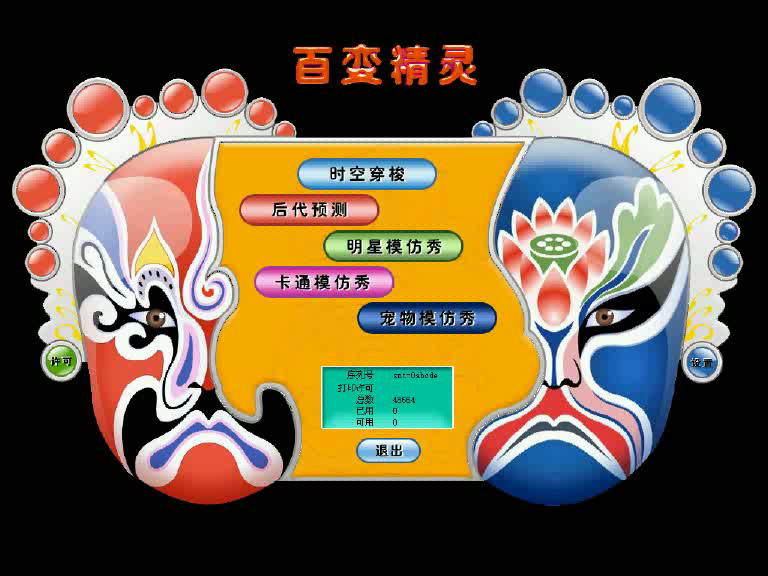 百变精灵
时空穿梭
后代预测
明星模仿秀
卡通模仿秀
宠物模仿秀
许可
设置
序列号 snt-0abcde
打印许可
总数 48664
已用 0
可用 0
退出